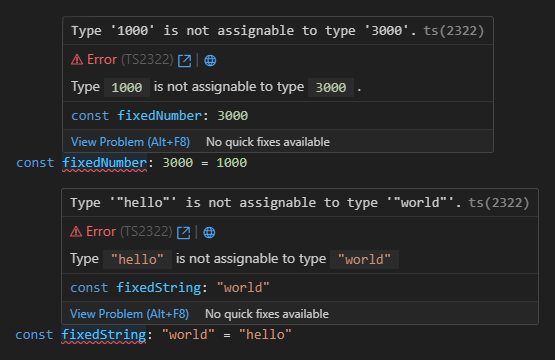 Type '1000' is not assignable to type '3000'. ts(2322)
Error (TS2322) |
Type 1000 is not assignable to type 3000 .
const fixedNumber: 3000
View Problem (Alt+F8) No quick fixes available
const fixedNumber: 3000 = 1000
Type '"hello"' is not assignable to type '"world"'. ts(2322)
Error (TS2322) |
Type "hello" is not assignable to type "world"
const fixedString: "world"
View Problem (Alt+F8) No quick fixes available
const fixedString: "world" = "hello"